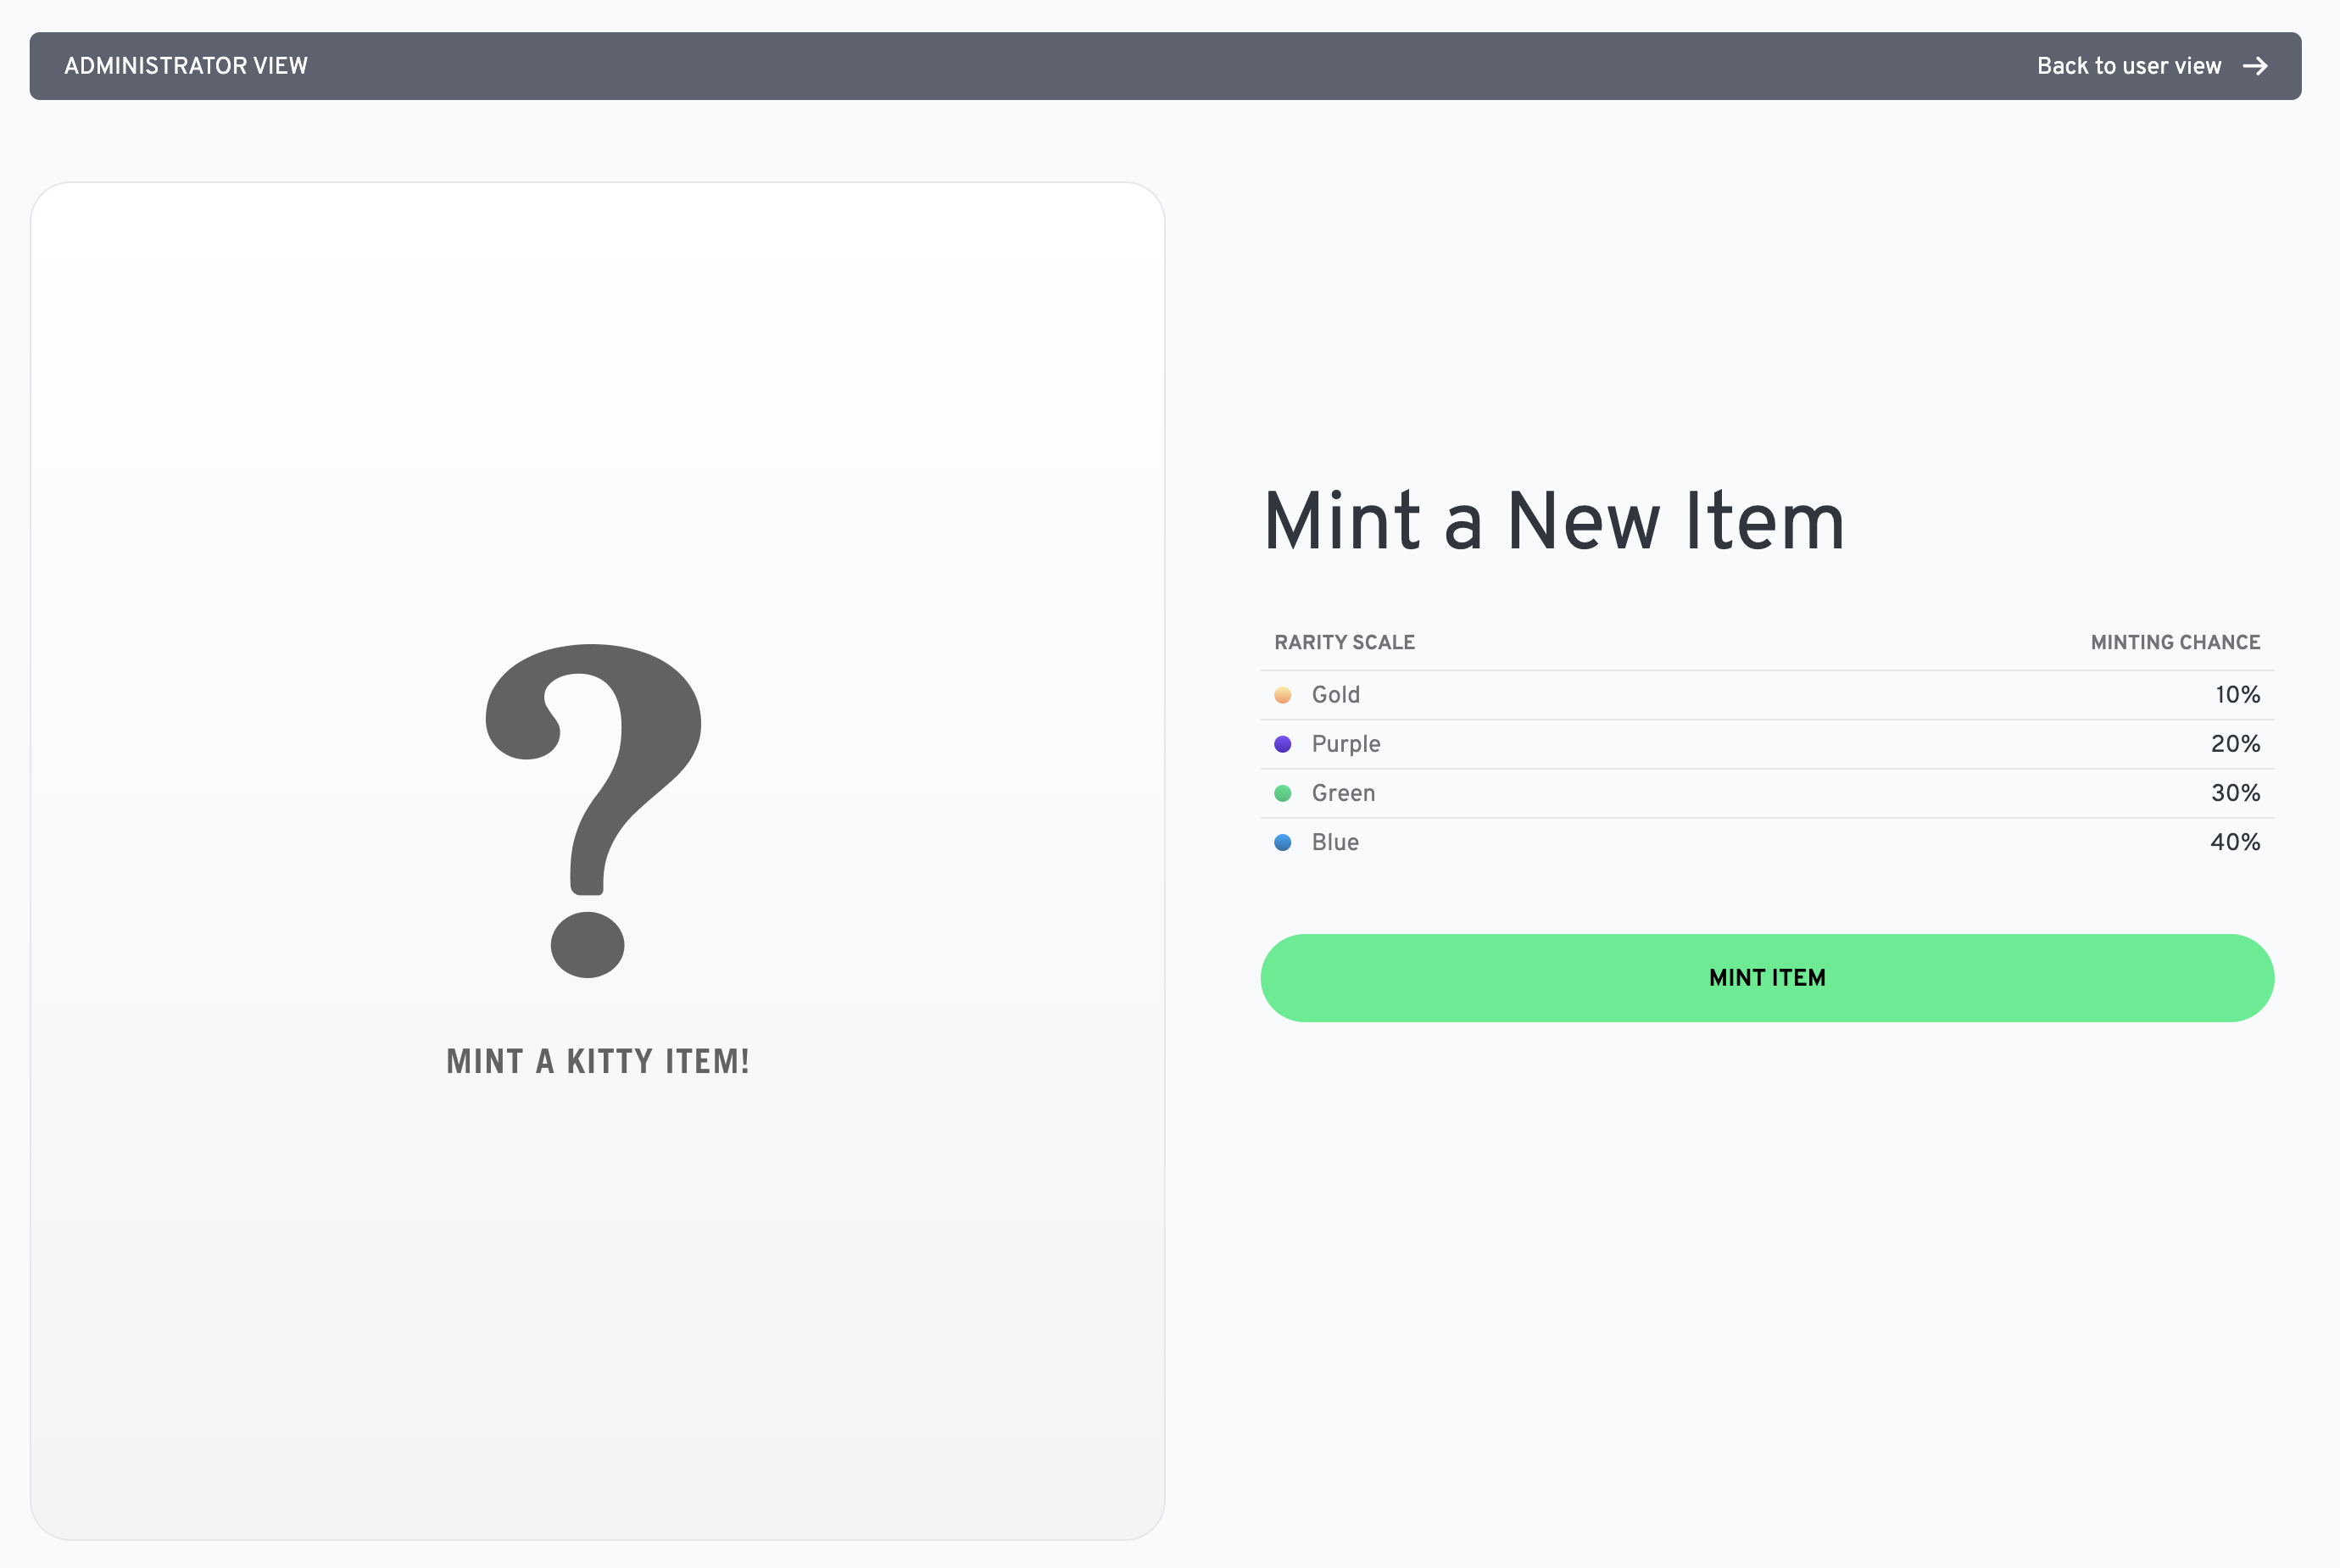 ADMINISTRATOR VIEW
Back to user view
?
MINT A KITTY ITEM!
Mint a New Item
RARITY SCALE MINTING CHANCE
Gold 10%
Purple 20%
Green 30%
Blue 40%
MINT ITEM